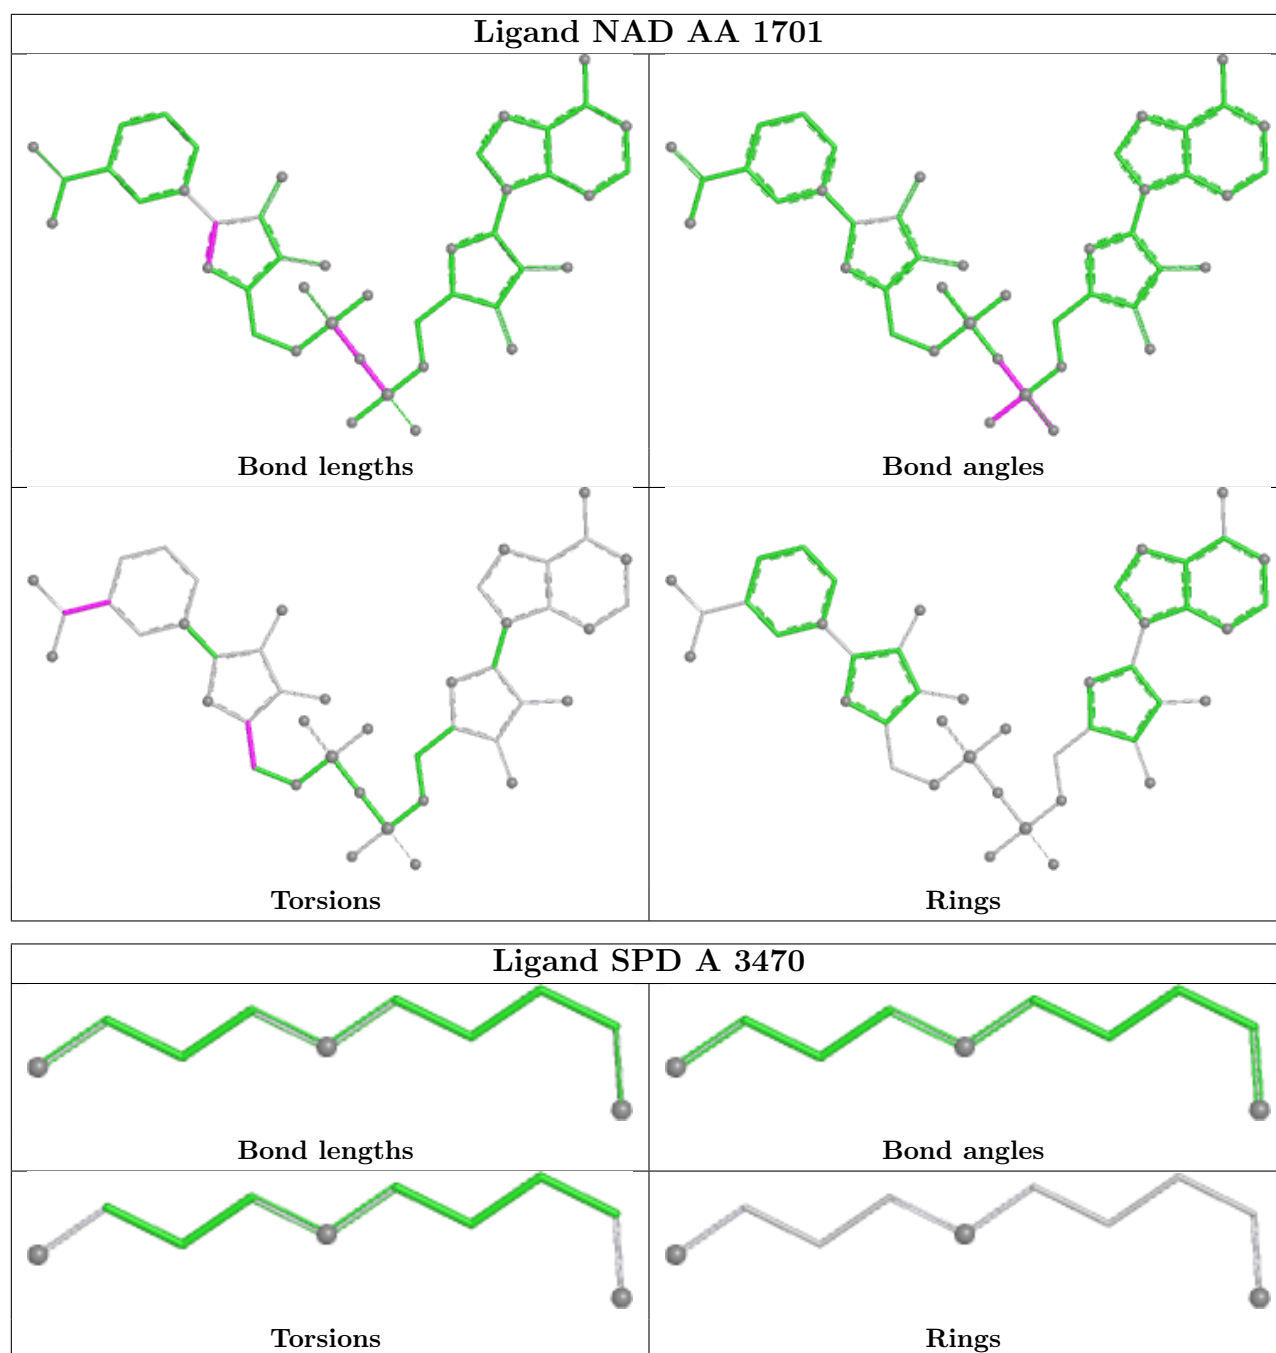 Ligand NAD AA 1701
Bond lengths
Bond angles
Torsions
Rings
Ligand SPD A 3470
Bond lengths
Bond angles
Torsions
Rings